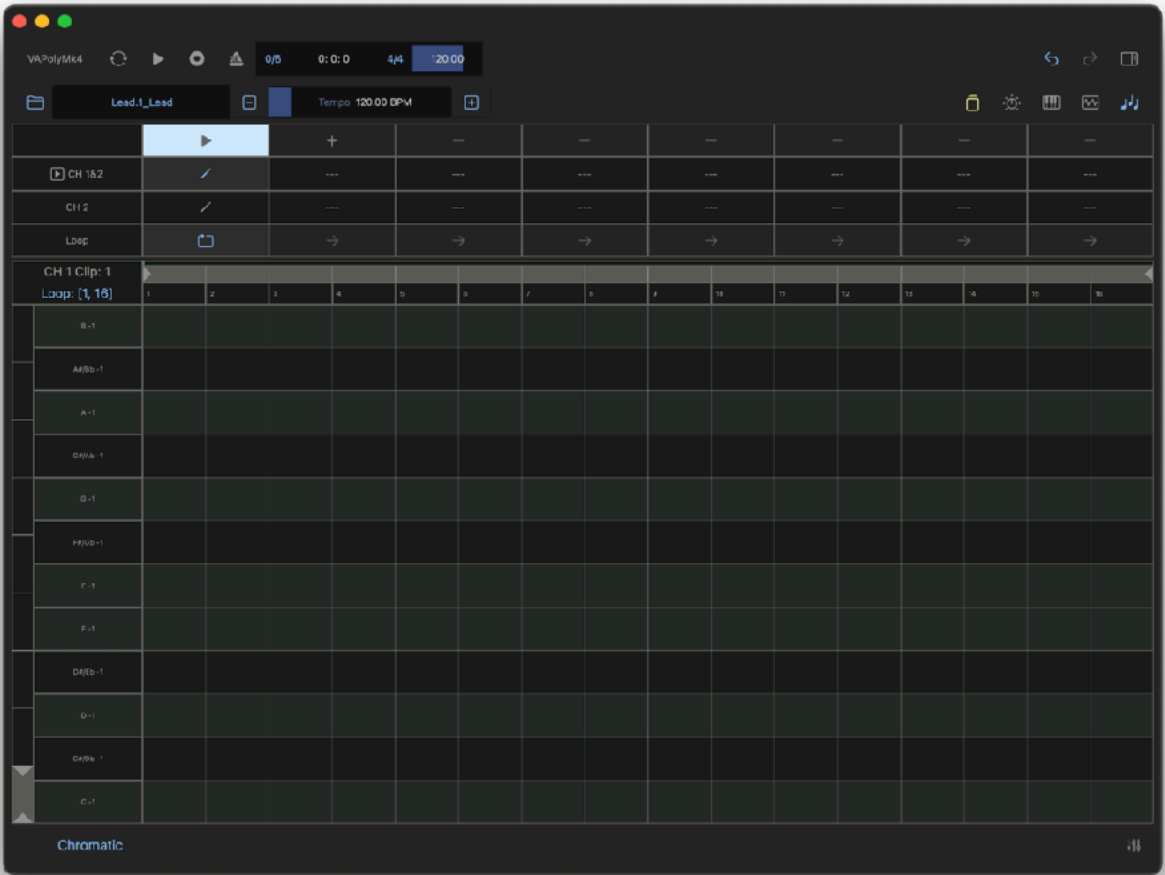 VAPolyMk4 0/5 0: 0: 0 4/4 120.00
Lead.1_Lead Tempo 120.00 BPM
CH 1&2
CH 2
Loop
CH 1 Clip: 1
Loop: [1, 16]
1 2 3 4 5 6 7 8 9 10 11 12 13 14 15 16
B -1
A#/Bb -1
A -1
G#/Ab -1
G -1
F#/Gb -1
F -1
E -1
D#/Eb -1
D -1
C#/Db -1
C -1
Chromatic